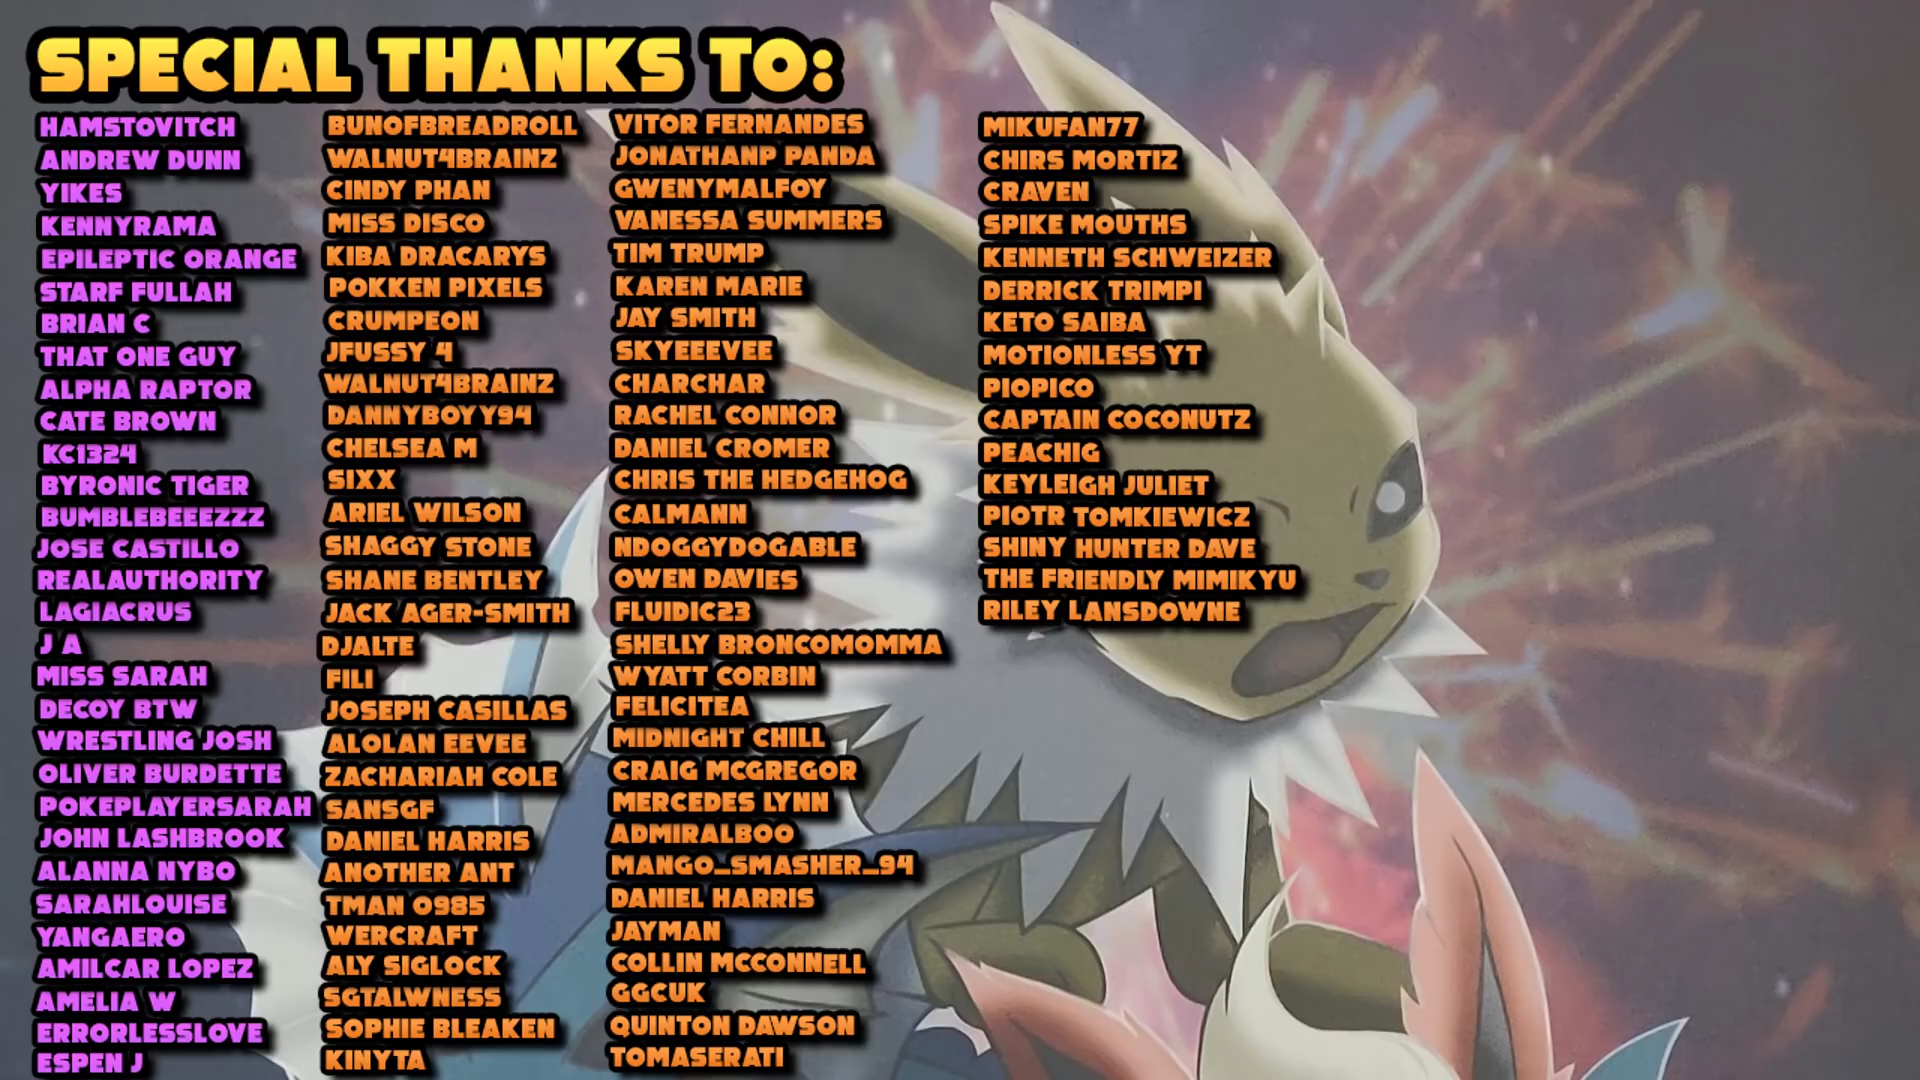 SPECIAL THANKS TO:
HAMSTOVITCH
ANDREW DUNN
YIKES
KENNYRAMA
EPILEPTIC ORANGE
STARF FULLAH
BRIAN C
THAT ONE GUY
ALPHA RAPTOR
CATE BROWN
KC1324
BYRONIC TIGER
BUMBLEBEEEZZZ
JOSE CASTILLO
REALAUTHORITY
LAGIACRUS
J A
MISS SARAH
DECOY BTW
WRESTLING JOSH
OLIVER BURDETTE
POKEPLAYERSARAH
JOHN LASHBROOK
ALANNA NYBO
SARAHLOUISE
YANGAERO
AMILCAR LOPEZ
AMELIA W
ERRORLESSLOVE
ESPEN J
BUNOFBREADROLL
WALNUT4BRAINZ
CINDY PHAN
MISS DISCO
KIBA DRACARYS
POKKEN PIXELS
CRUMPEON
JFUSSY 4
WALNUT4BRAINZ
DANNYBOYY94
CHELSEA M
SIXX
ARIEL WILSON
SHAGGY STONE
SHANE BENTLEY
JACK AGER-SMITH
DJALTE
FILI
JOSEPH CASILLAS
ALOLAN EEVEE
ZACHARIAH COLE
SANSGF
DANIEL HARRIS
ANOTHER ANT
TMAN 0985
WERCRAFT
ALY SIGLOCK
SGTALWNESS
SOPHIE BLEAKEN
KINYTA
VITOR FERNANDES
JONATHANP PANDA
GWENYMALFOY
VANESSA SUMMERS
TIM TRUMP
KAREN MARIE
JAY SMITH
SKYEEEVEE
CHARCHAR
RACHEL CONNOR
DANIEL CROMER
CHRIS THE HEDGEHOG
CALMANN
NDOGGYDOGABLE
OWEN DAVIES
FLUIDIC23
SHELLY BRONCOMOMMA
WYATT CORBIN
FELICITEA
MIDNIGHT CHILL
CRAIG MCGREGOR
MERCEDES LYNN
ADMIRALBOO
MANGO_SMASHER_94
DANIEL HARRIS
JAYMAN
COLLIN MCCONNELL
GGCUK
QUINTON DAWSON
TOMASERATI
MIKUFAN77
CHIRS MORTIZ
CRAVEN
SPIKE MOUTHS
KENNETH SCHWEIZER
DERRICK TRIMPI
KETO SAIBA
MOTIONLESS YT
PIOPICO
CAPTAIN COCONUTZ
PEACHIG
KEYLEIGH JULIET
PIOTR TOMKIEWICZ
SHINY HUNTER DAVE
THE FRIENDLY MIMIKYU
RILEY LANSDOWNE